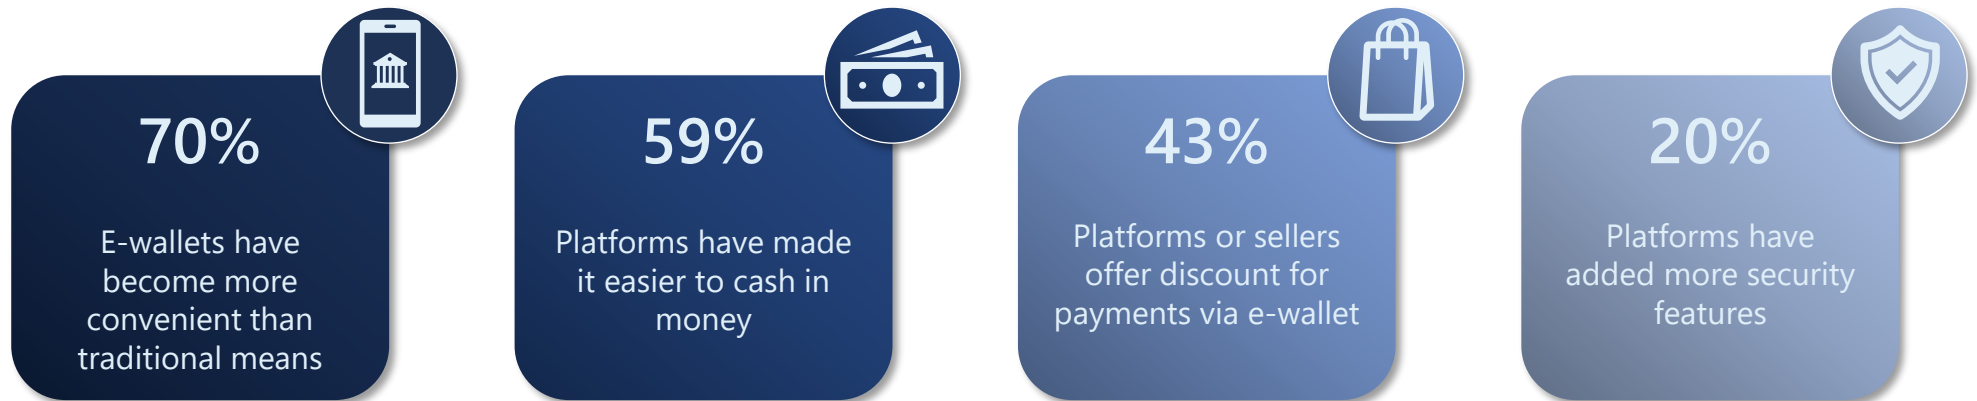 70%
E-wallets have
become more
convenient than
traditional means
59%
Platforms have made
it easier to cash in
money
43%
Platforms or sellers
offer discount for
payments via e-wallet
20%
Platforms have
added more security
features